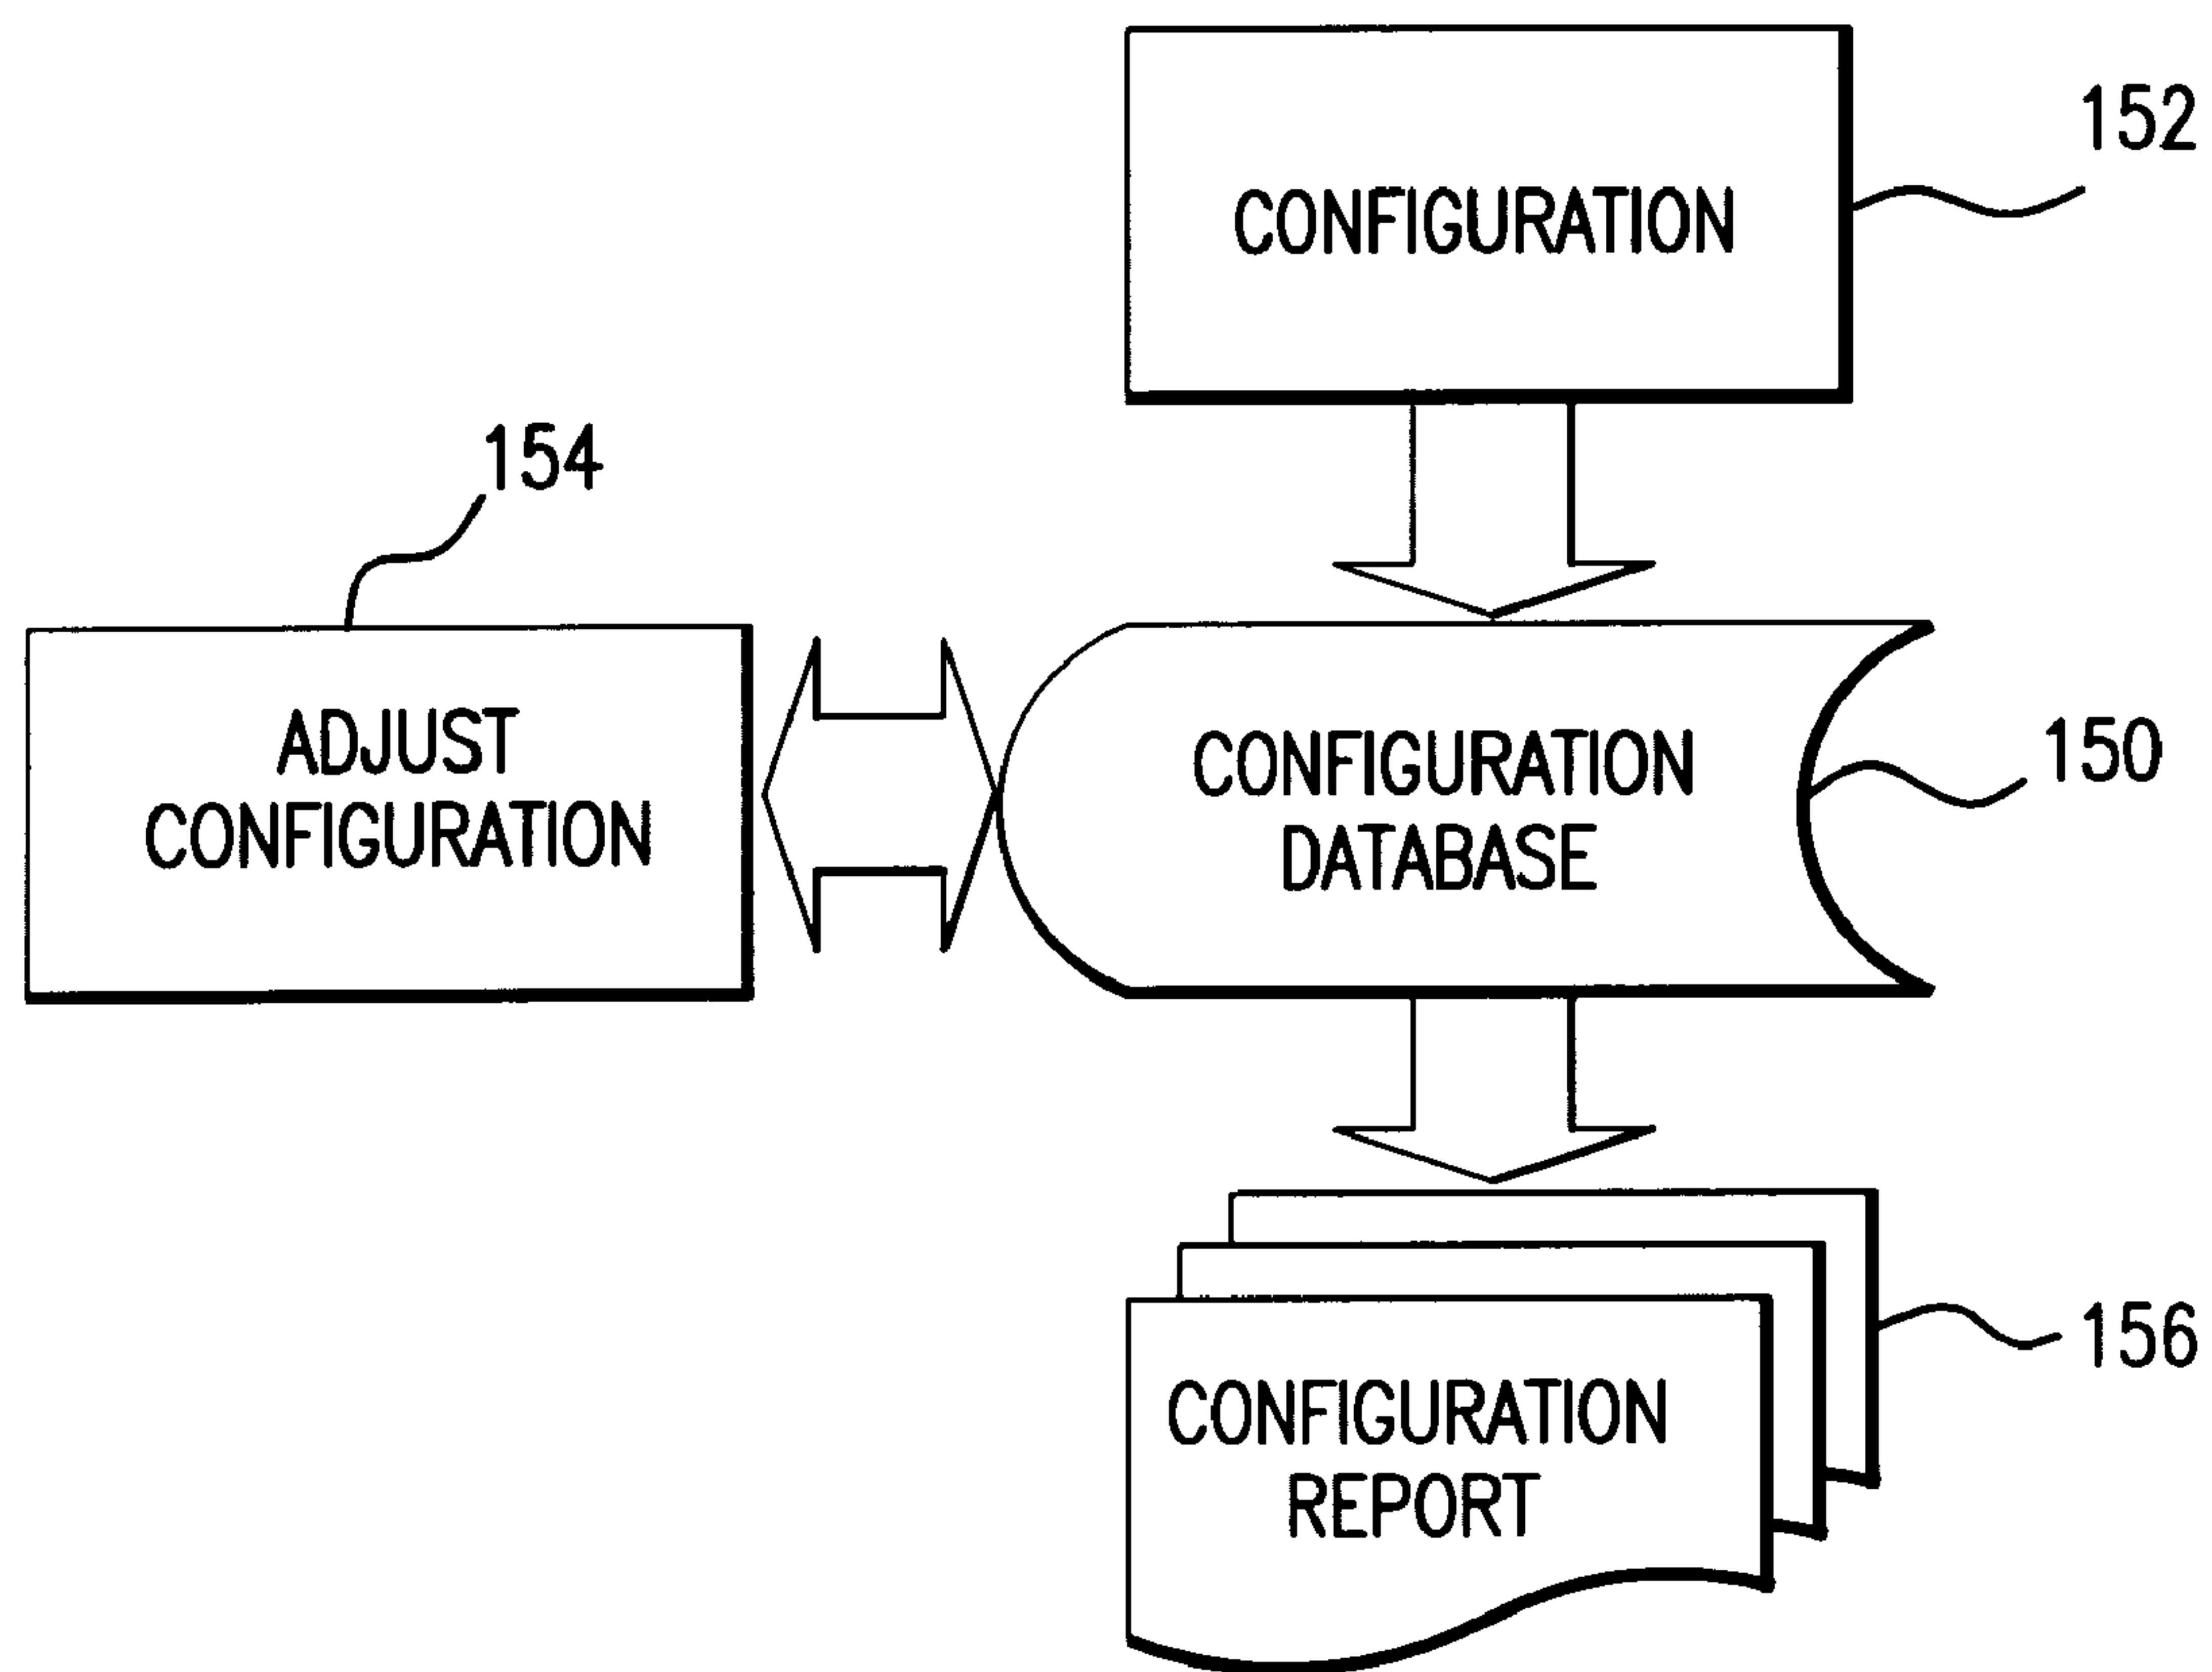 152
CONFIGURATION
154
ADJUST
CONFIGURATION
CONFIGURATION
DATABASE
150
CONFIGURATION
REPORT
156